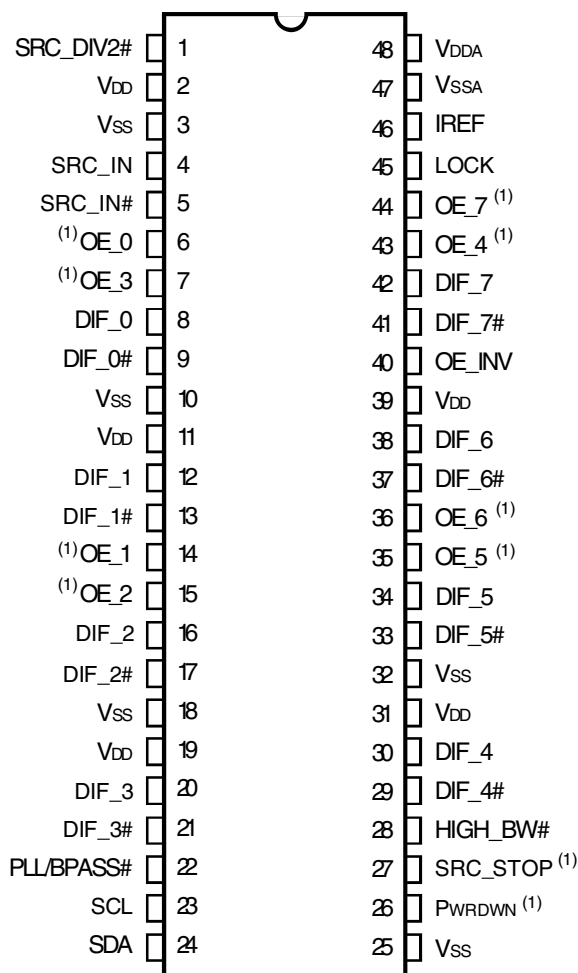 SRC_DIV2# 1 48 VDDA
VDD 2 47 VSSA
VSS 3 46 IREF
SRC_IN 4 45 LOCK
SRC_IN# 5 44 OE_7 (1)
(1) OE_0 6 43 OE_4 (1)
(1) OE_3 7 42 DIF_7
DIF_0 8 41 DIF_7#
DIF_0# 9 40 OE_INV
VSS 10 39 VDD
VDD 11 38 DIF_6
DIF_1 12 37 DIF_6#
DIF_1# 13 36 OE_6 (1)
(1) OE_1 14 35 OE_5 (1)
(1) OE_2 15 34 DIF_5
DIF_2 16 33 DIF_5#
DIF_2# 17 32 VSS
VSS 18 31 VDD
VDD 19 30 DIF_4
DIF_3 20 29 DIF_4#
DIF_3# 21 28 HIGH_BW#
PLL/BPASS# 22 27 SRC_STOP (1)
SCL 23 26 PWRDWN (1)
SDA 24 25 VSS